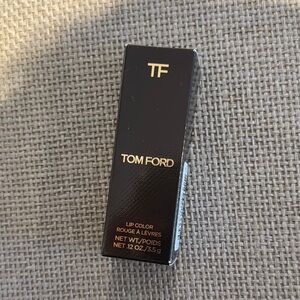 TF
TOM FORD
LIP COLOR
ROUGE À LÈVRES
NET WT./POIDS
NET .12 OZ./3.5 g